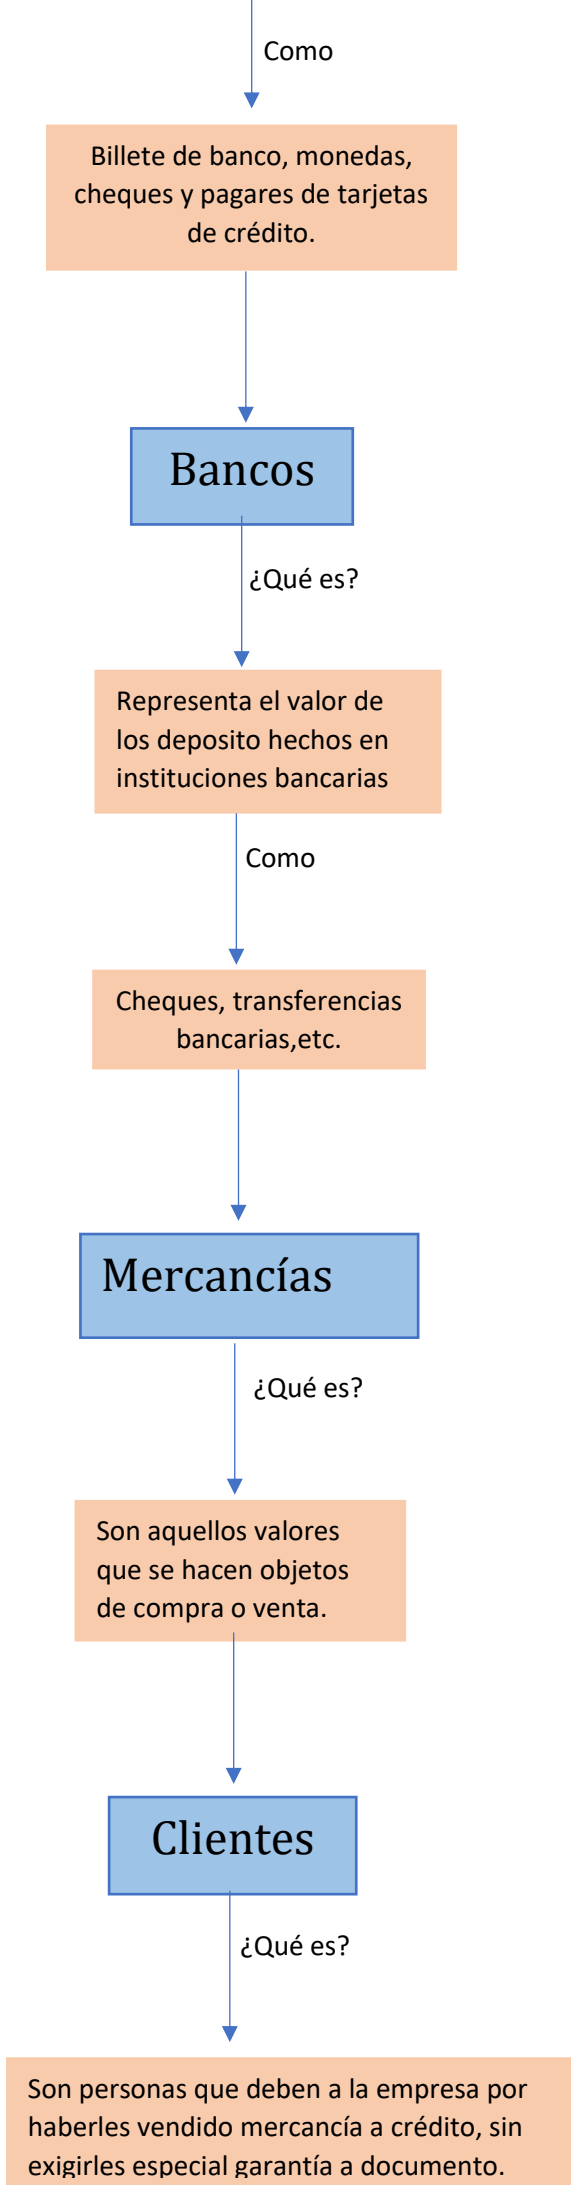 Como
Billete de banco, monedas,
cheques y pagares de tarjetas
de crédito.
Bancos
¿Qué es?
Representa el valor de
los deposito hechos en
instituciones bancarias
Como
Cheques, transferencias
bancarias,etc.
Mercancías
¿Qué es?
Son aquellos valores
que se hacen objetos
de compra o venta.
Clientes
¿Qué es?
Son personas que deben a la empresa por
haberles vendido mercancía a crédito, sin
exigirles especial garantía a documento.